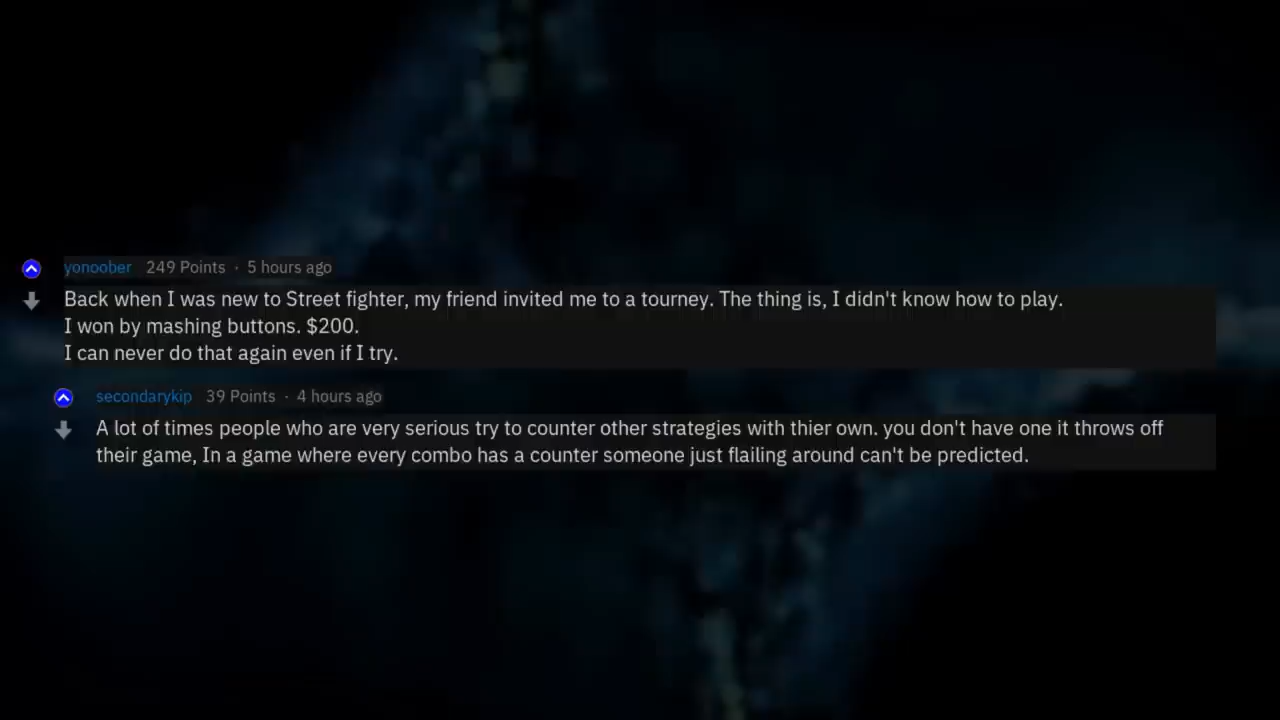 yonoober 249 Points · 5 hours ago
Back when I was new to Street fighter, my friend invited me to a tourney. The thing is, I didn't know how to play.
I won by mashing buttons. $200.
I can never do that again even if I try.
secondarykip 39 Points · 4 hours ago
A lot of times people who are very serious try to counter other strategies with thier own. you don't have one it throws off
their game, In a game where every combo has a counter someone just flailing around can't be predicted.